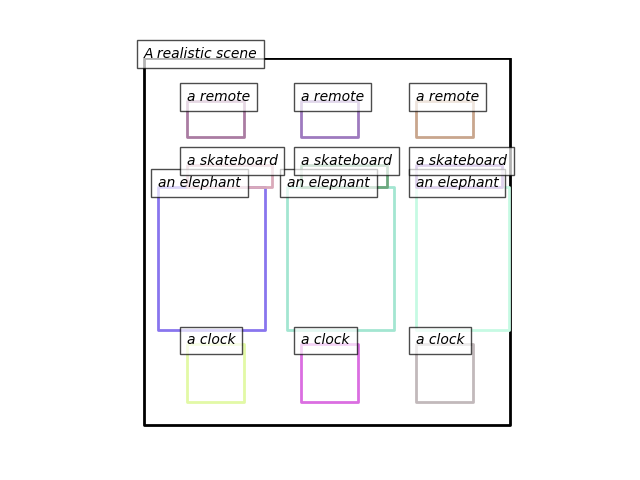 A realistic scene
a remote
a remote
a remote
a skateboard
a skateboard
a skateboard
an elephant
an elephant
an elephant
a clock
a clock
a clock